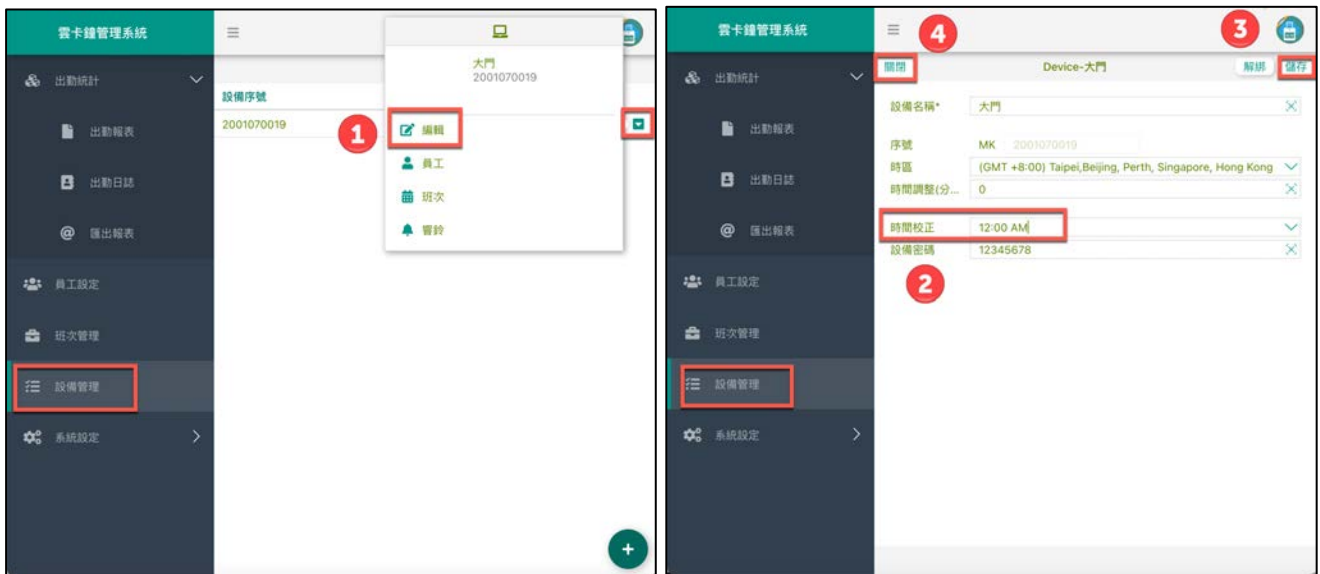 雲卡鐘管理系統
出勤統計
出勤報表
出勤日誌
匯出報表
員工設定
班次管理
設備管理
系統設定
設備序號
2001070019
大門
2001070019
1
編輯
員工
班次
響鈴
+
雲卡鐘管理系統
出勤統計
出勤報表
出勤日誌
匯出報表
員工設定
班次管理
設備管理
系統設定
4
3
關閉 Device-大門 解綁 儲存
設備名稱* 大門
序號 MK 2001070019
時區 (GMT +8:00) Taipei,Beijing, Perth, Singapore, Hong Kong
時間調整(分... 0
時間校正 12:00 AM
設備密碼 12345678
2